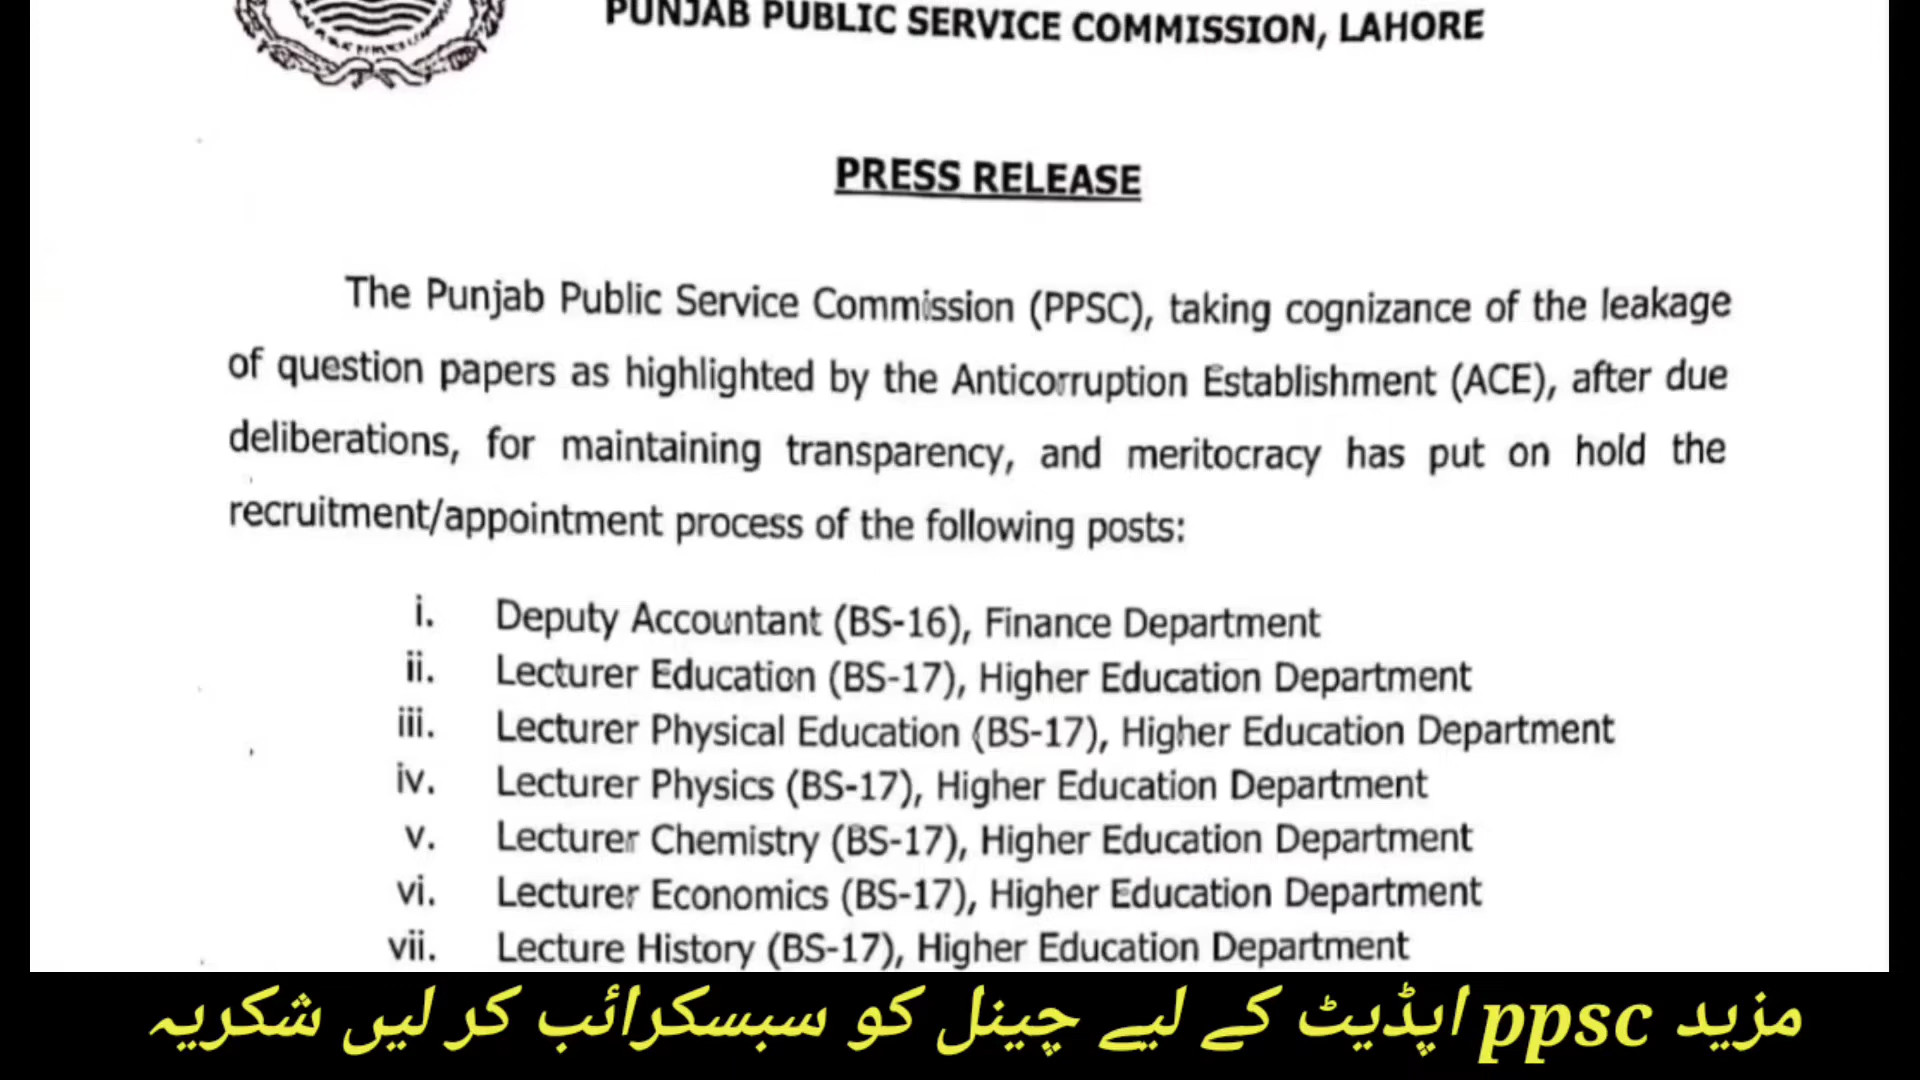 PUNJAB PUBLIC SERVICE COMMISSION, LAHORE
PRESS RELEASE
The Punjab Public Service Commission (PPSC), taking cognizance of the leakage
of question papers as highlighted by the Anticorruption Establishment (ACE), after due
deliberations, for maintaining transparency, and meritocracy has put on hold the
recruitment/appointment process of the following posts:
i. Deputy Accountant (BS-16), Finance Department
ii. Lecturer Education (BS-17), Higher Education Department
iii. Lecturer Physical Education (BS-17), Higher Education Department
iv. Lecturer Physics (BS-17), Higher Education Department
v. Lecturer Chemistry (BS-17), Higher Education Department
vi. Lecturer Economics (BS-17), Higher Education Department
vii. Lecture History (BS-17), Higher Education Department
مزید ppsc اپڈیٹ کے لیے چینل کو سبسکرائب کر لیں شکریہ